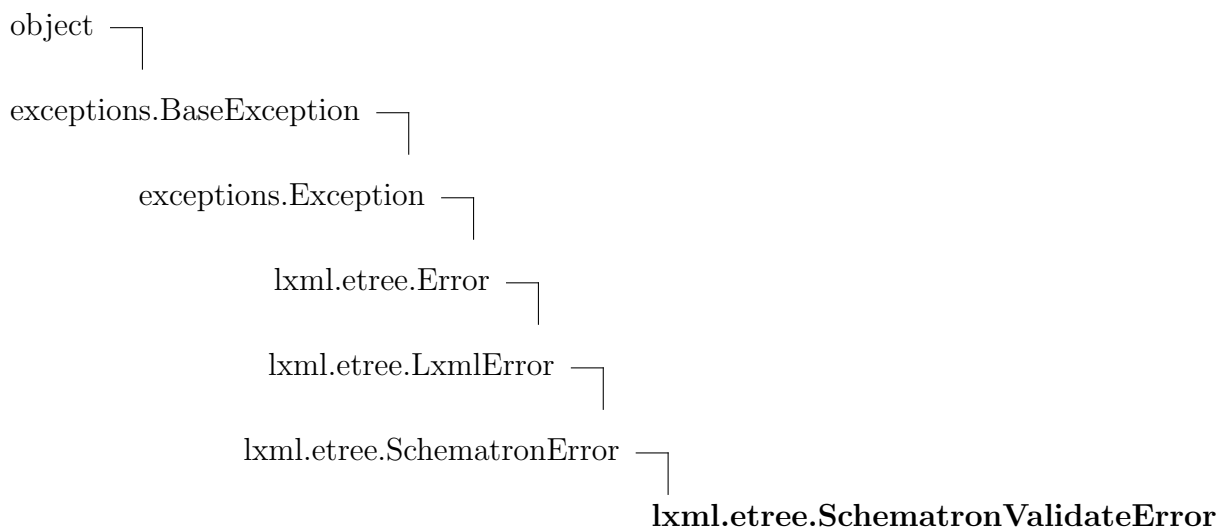 object
exceptions.BaseException
exceptions.Exception
lxml.etree.Error
lxml.etree.LxmlError
lxml.etree.SchematronError
lxml.etree.SchematronValidateError